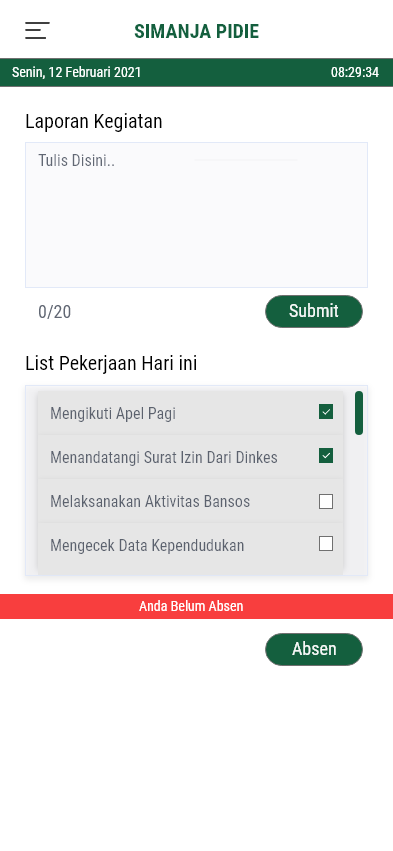 SIMANJA PIDIE
Senin, 12 Februari 2021 08:29:34
Laporan Kegiatan
Tulis Disini..
0/20 Submit
List Pekerjaan Hari ini
Mengikuti Apel Pagi
Menandatangi Surat Izin Dari Dinkes
Melaksanakan Aktivitas Bansos
Mengecek Data Kependudukan
Anda Belum Absen
Absen